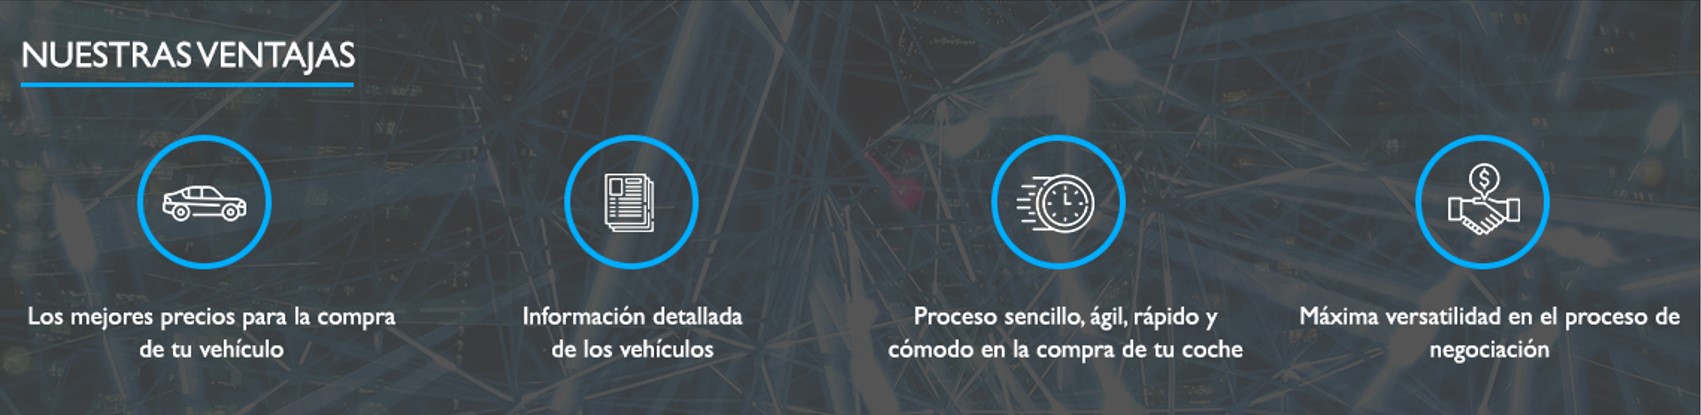 NUESTRAS VENTAJAS
Los mejores precios para la compra
de tu vehículo
Información detallada
de los vehículos
Proceso sencillo, ágil, rápido y
cómodo en la compra de tu coche
Máxima versatilidad en el proceso de
negociación